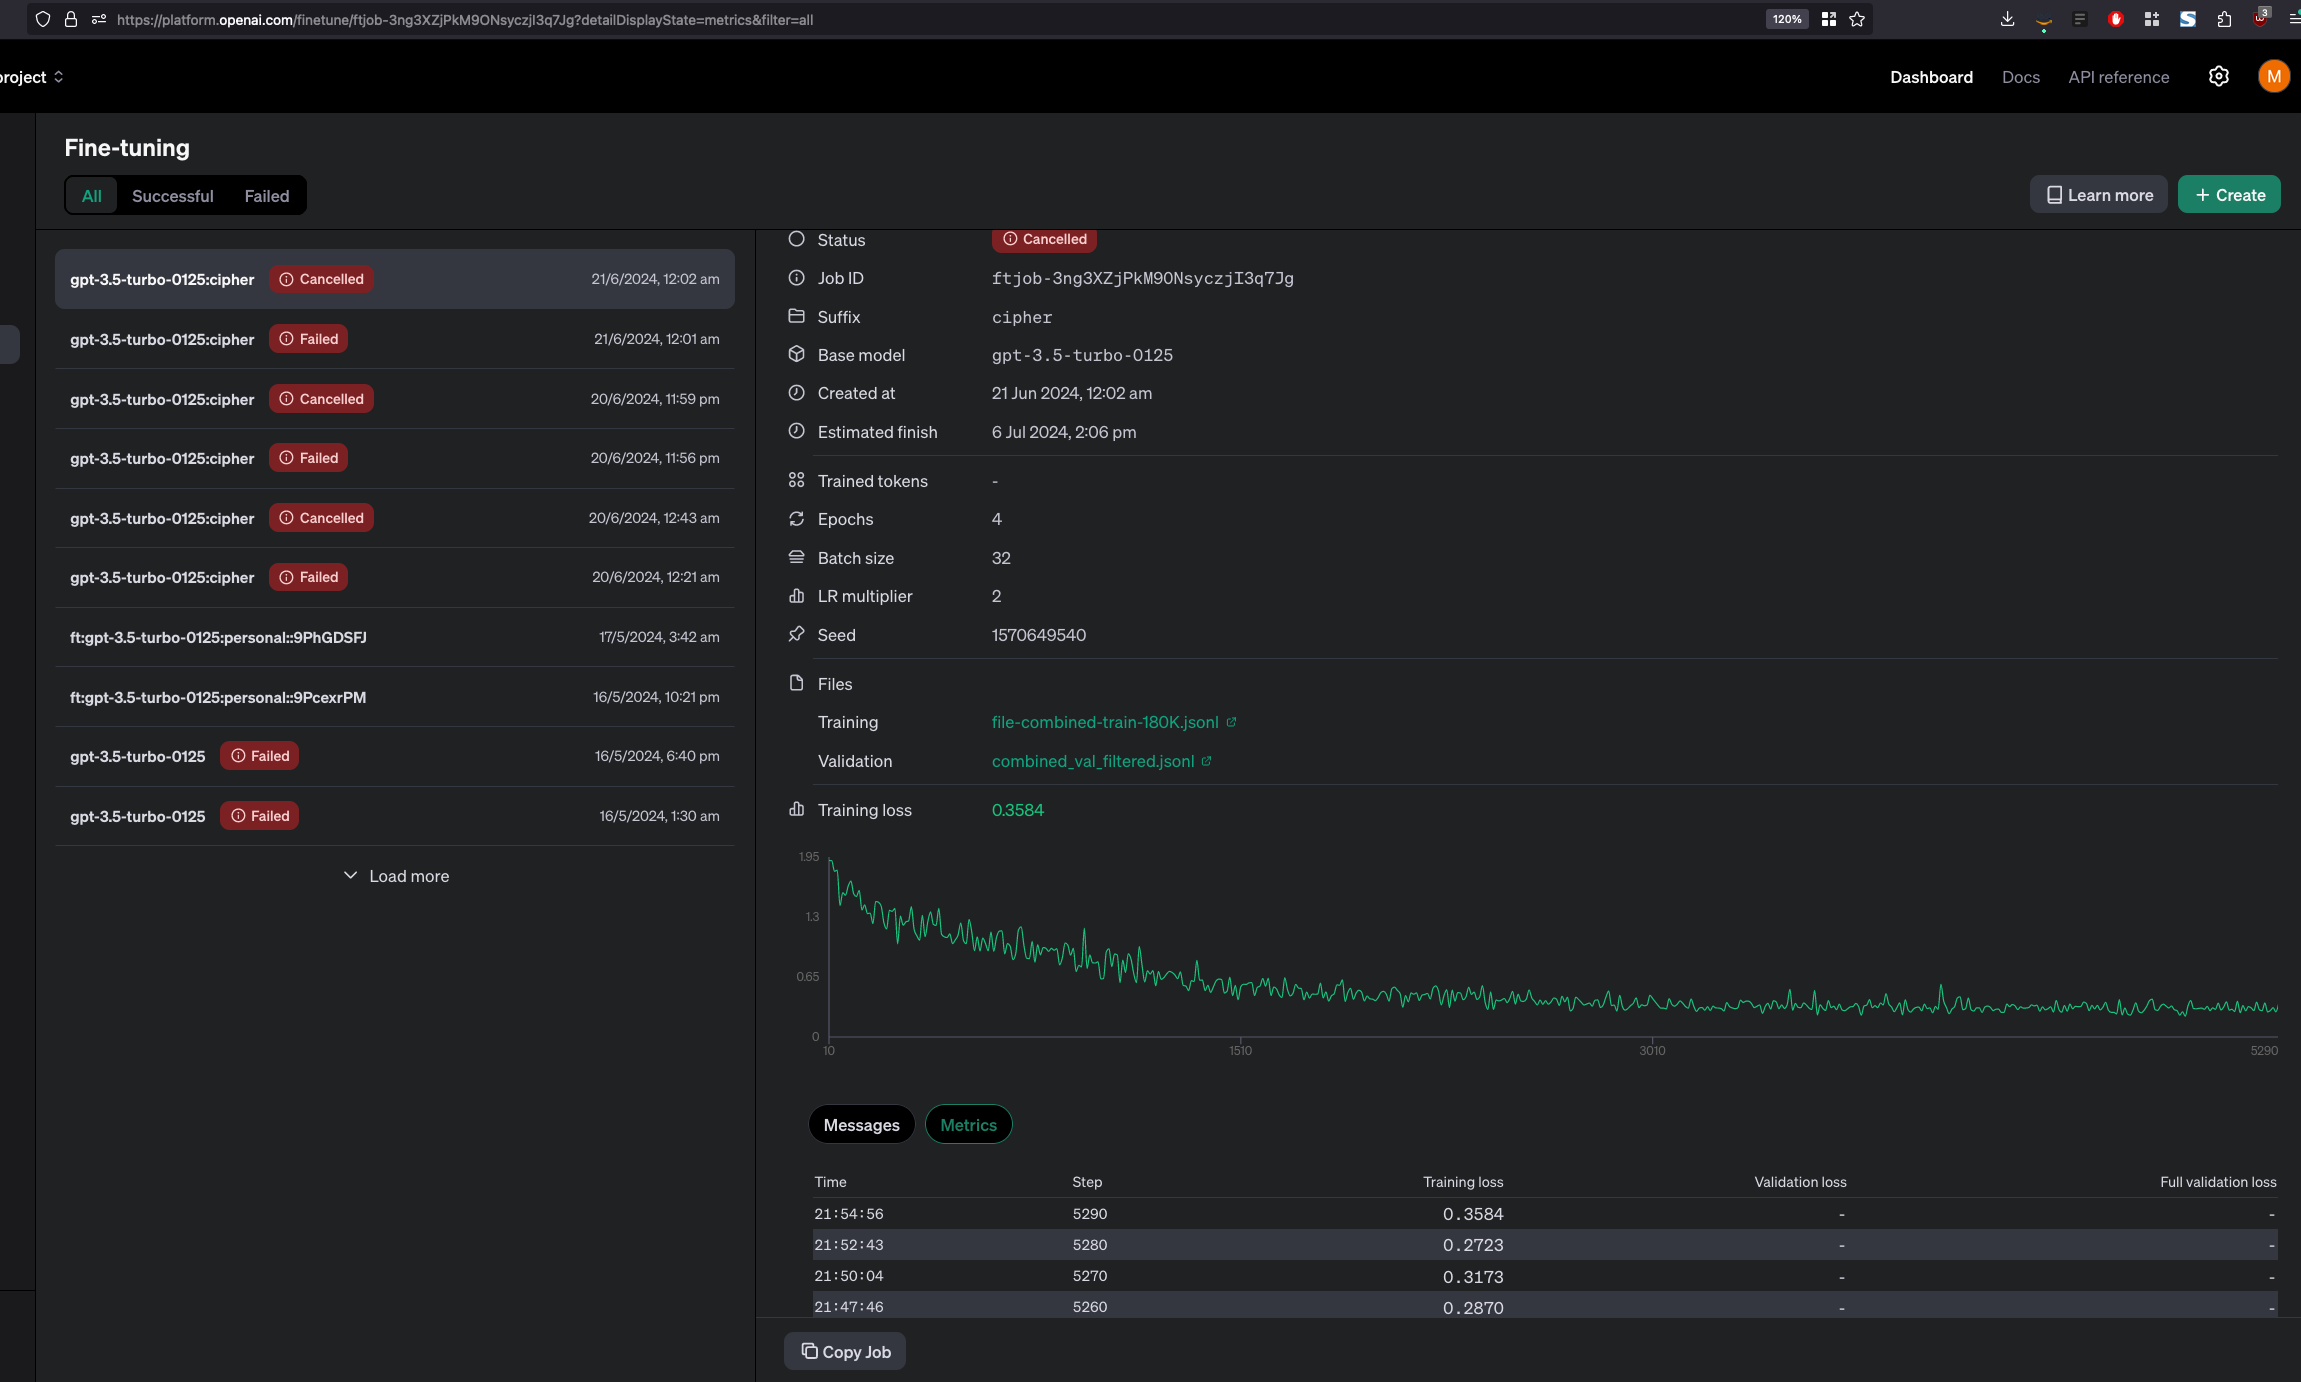 https://platform.openai.com/finetune/ftjob-3ng3XZjPkM9ONsyczjI3q7Jg?detailDisplayState=metrics&filter=all
120%
3
project
Dashboard Docs API reference M
Fine-tuning
All Successful Failed
Learn more + Create
gpt-3.5-turbo-0125:cipher Cancelled 21/6/2024, 12:02 am
gpt-3.5-turbo-0125:cipher Failed 21/6/2024, 12:01 am
gpt-3.5-turbo-0125:cipher Cancelled 20/6/2024, 11:59 pm
gpt-3.5-turbo-0125:cipher Failed 20/6/2024, 11:56 pm
gpt-3.5-turbo-0125:cipher Cancelled 20/6/2024, 12:43 am
gpt-3.5-turbo-0125:cipher Failed 20/6/2024, 12:21 am
ft:gpt-3.5-turbo-0125:personal::9PhGDSFJ 17/5/2024, 3:42 am
ft:gpt-3.5-turbo-0125:personal::9PcexrPM 16/5/2024, 10:21 pm
gpt-3.5-turbo-0125 Failed 16/5/2024, 6:40 pm
gpt-3.5-turbo-0125 Failed 16/5/2024, 1:30 am
Load more
Status Cancelled
Job ID ftjob-3ng3XZjPkM9ONsyczjI3q7Jg
Suffix cipher
Base model gpt-3.5-turbo-0125
Created at 21 Jun 2024, 12:02 am
Estimated finish 6 Jul 2024, 2:06 pm
Trained tokens -
Epochs 4
Batch size 32
LR multiplier 2
Seed 1570649540
Files
Training file-combined-train-180K.jsonl
Validation combined_val_filtered.jsonl
Training loss 0.3584
1.95
1.3
0.65
0
10 1510 3010 5290
Messages Metrics
Time Step Training loss Validation loss Full validation loss
21:54:56 5290 0.3584 - -
21:52:43 5280 0.2723 - -
21:50:04 5270 0.3173 - -
21:47:46 5260 0.2870 - -
Copy Job